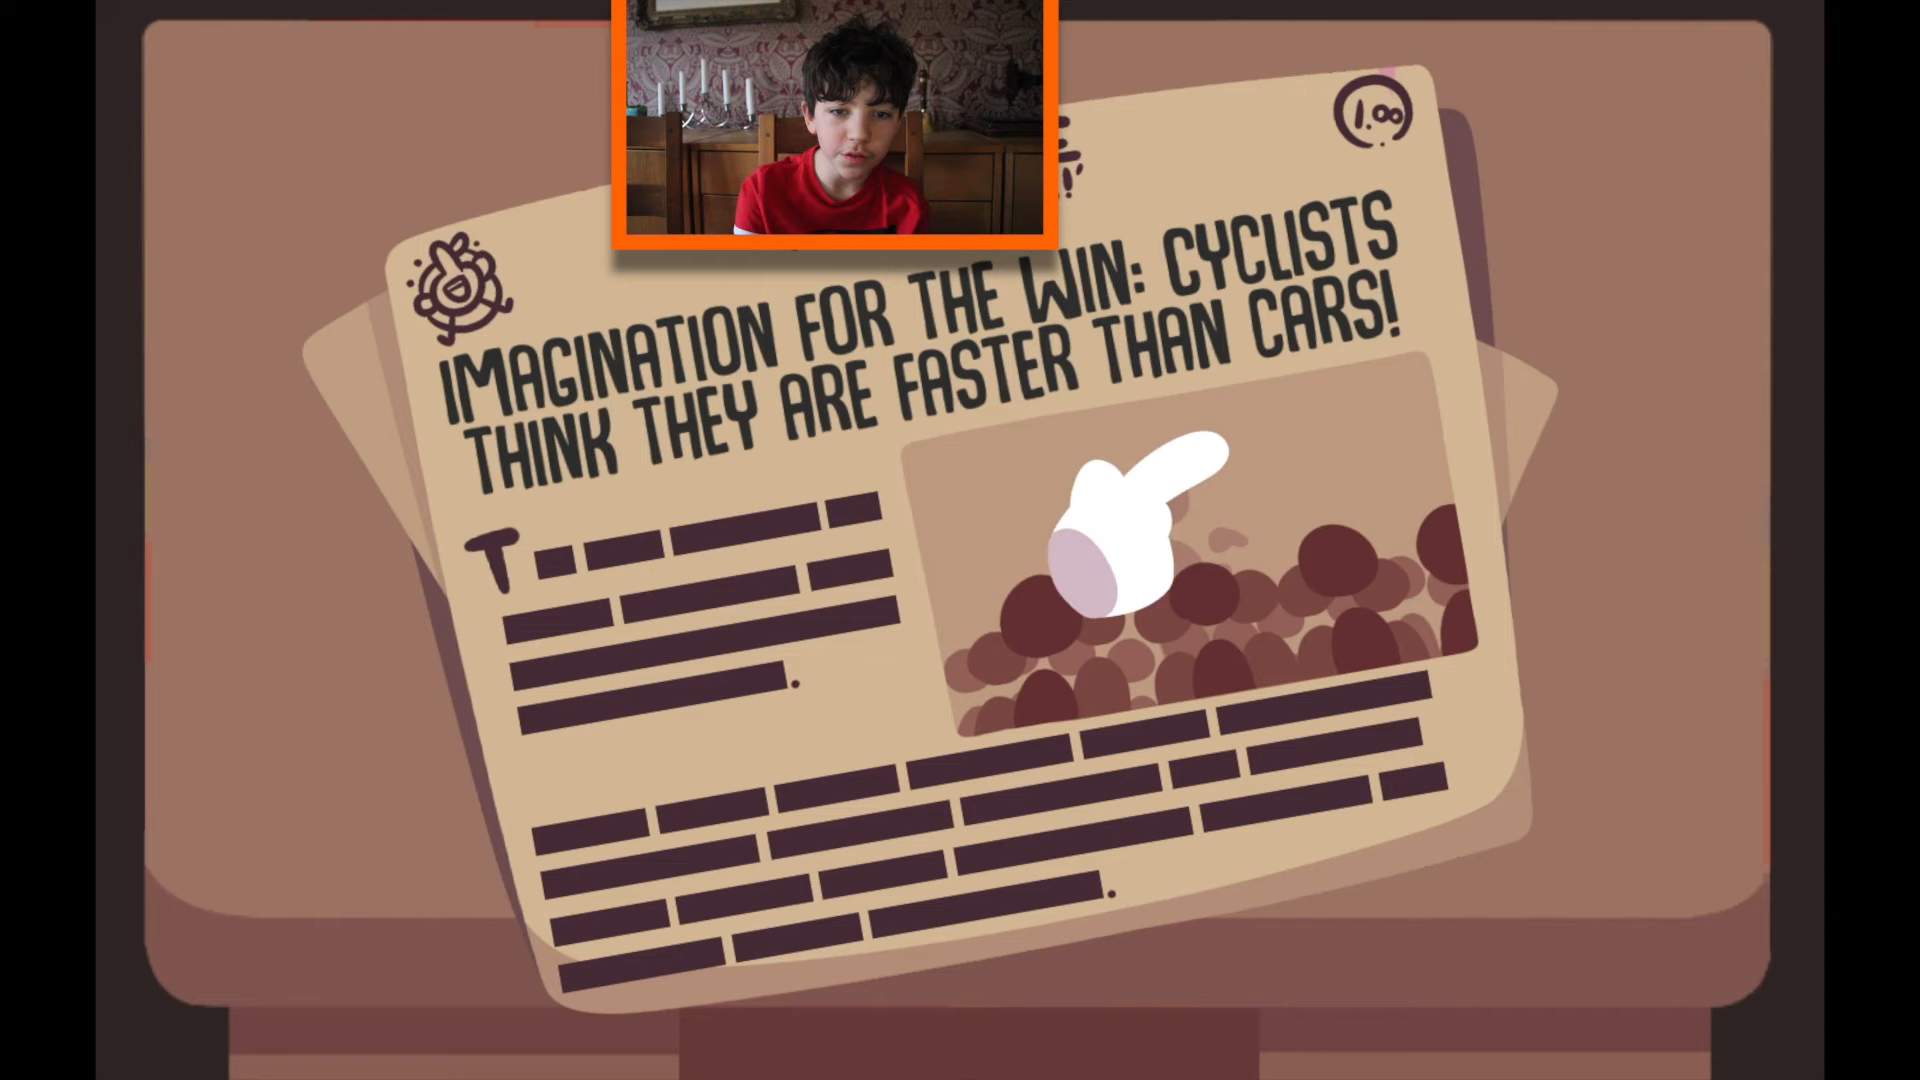 1.00
IMAGINATION FOR THE WIN: CYCLISTS
THINK THEY ARE FASTER THAN CARS!
T